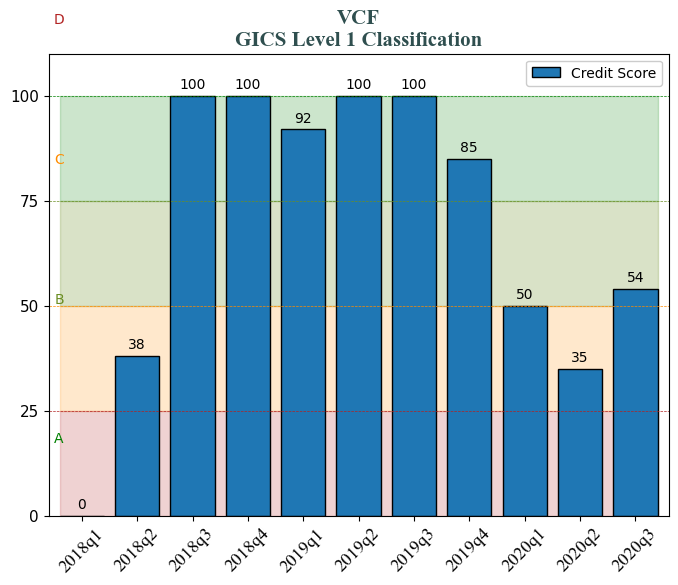 D
VCF
GICS Level 1 Classification
Credit Score
100
100
100
100
100
92
C
85
75
B
50
50
54
38
35
25
A
0
0
2018q1
2018q2
2018q3
2018q4
2019q1
2019q2
2019q3
2019q4
2020q1
2020q2
2020q3